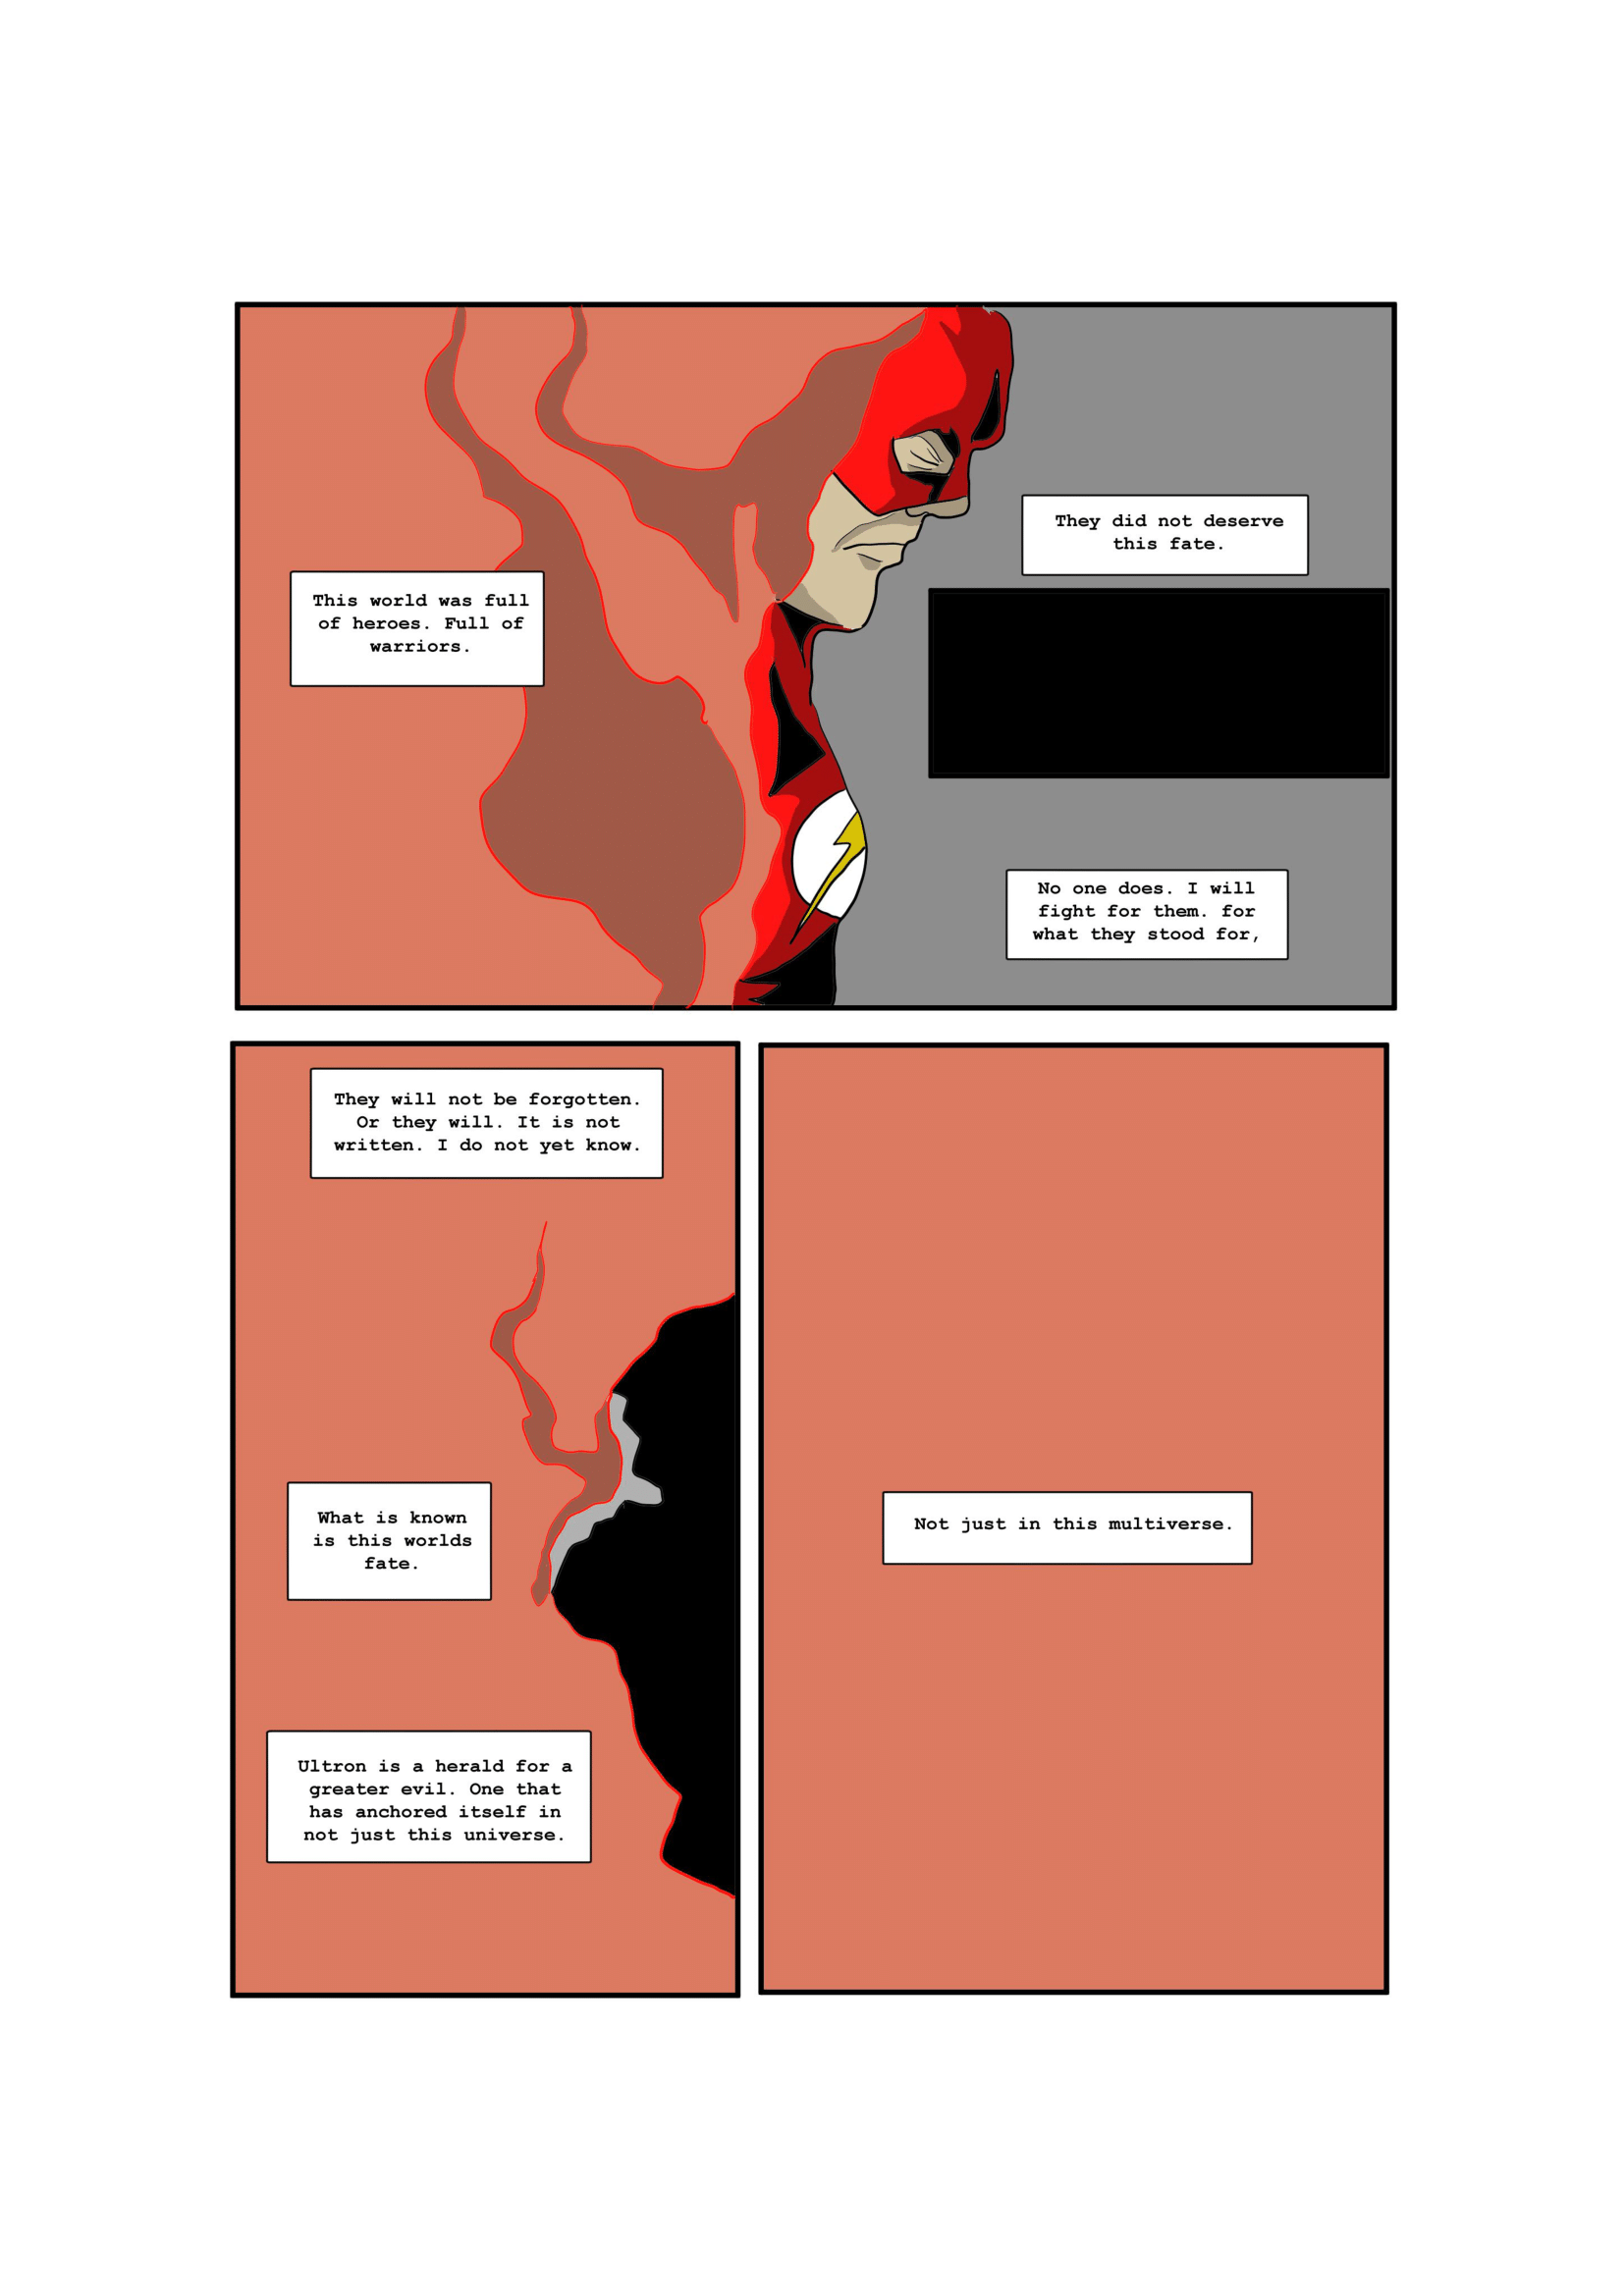 This world was full
of heroes. Full of
warriors.
They did not deserve
this fate.
No one does. I will
fight for them. for
what they stood for,
They will not be forgotten.
Or they will. It is not
written. I do not yet know.
What is known
is this worlds
fate.
Ultron is a herald for a
greater evil. One that
has anchored itself in
not just this universe.
Not just in this multiverse.